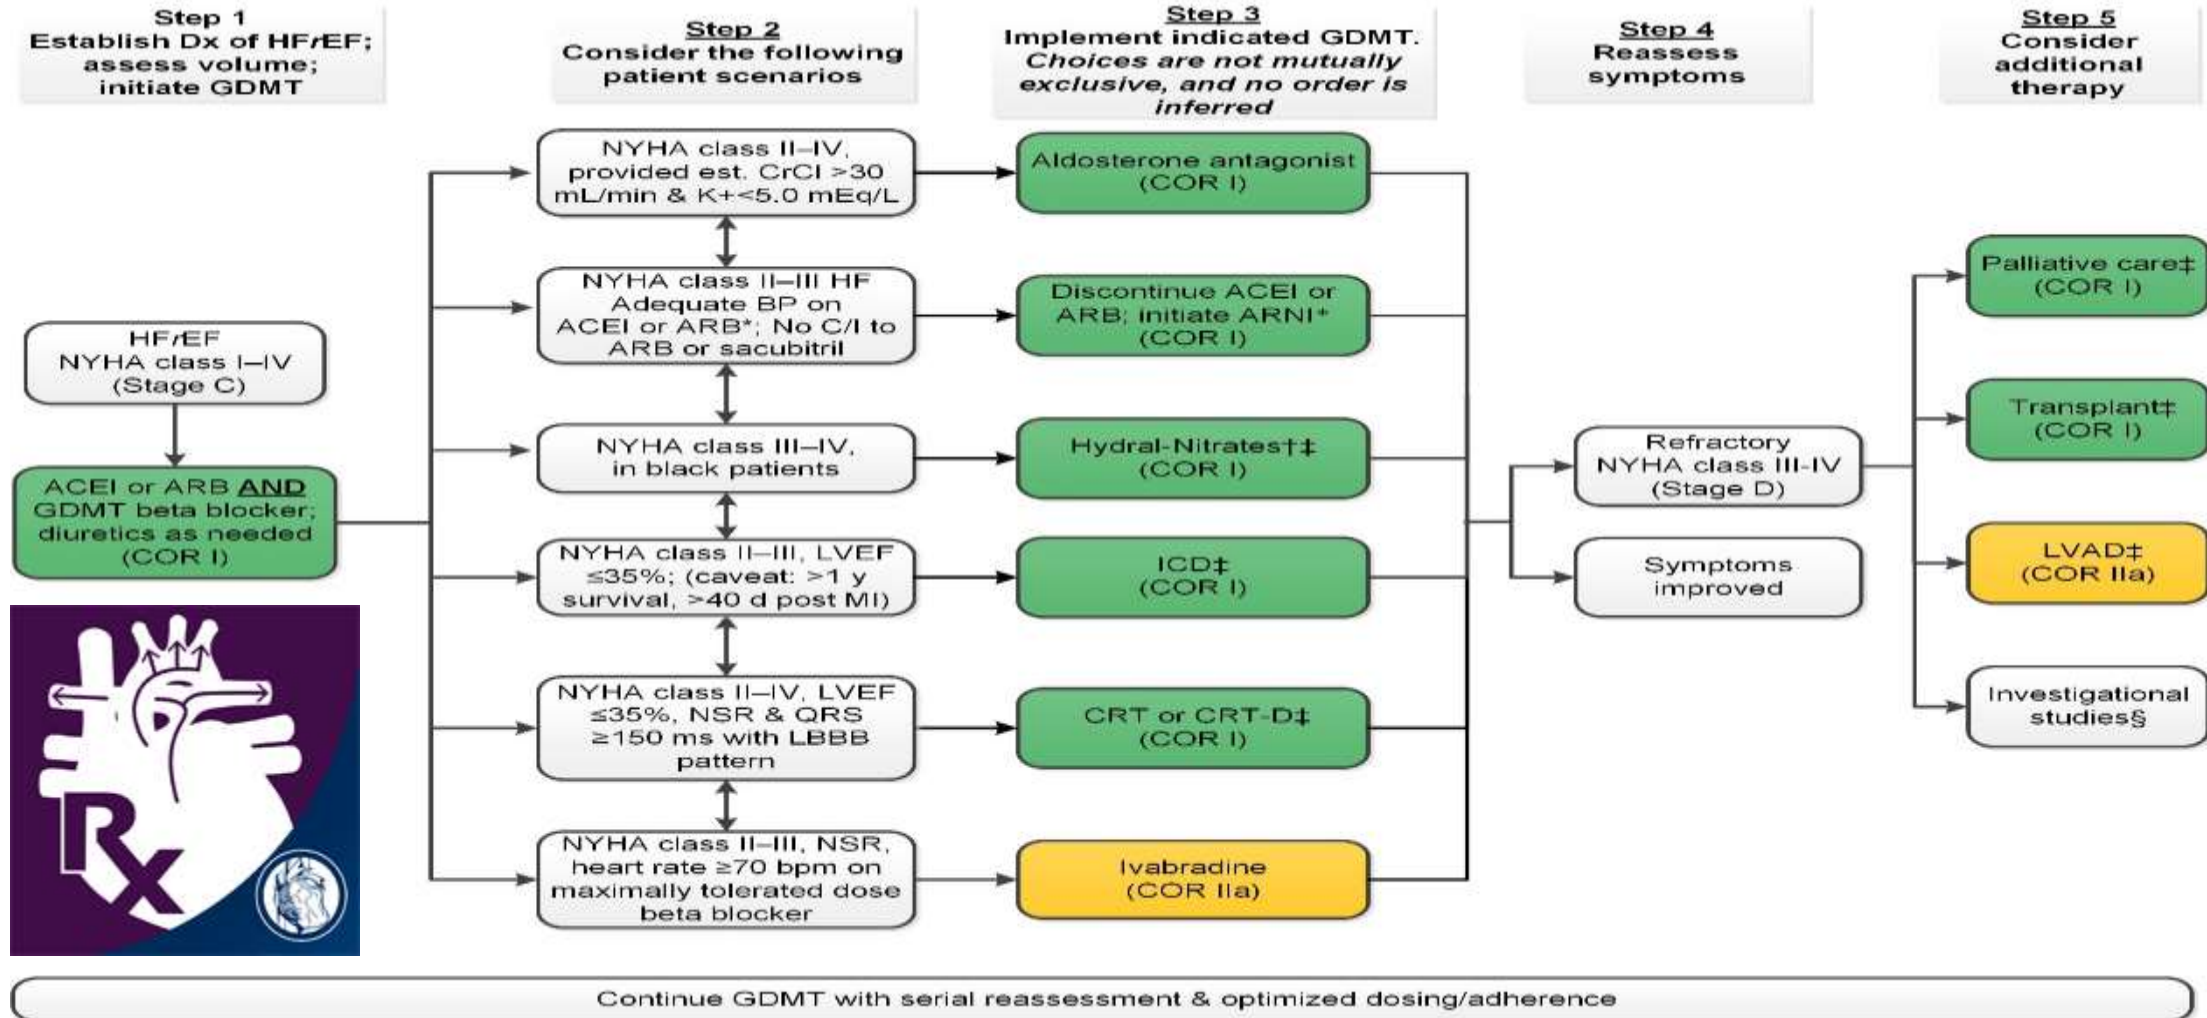 Step 1
Establish Dx of HFrEF;
assess volume;
initiate GDMT
Step 2
Consider the following
patient scenarios
Step 3
Implement indicated GDMT.
Choices are not mutually
exclusive, and no order is
inferred
Step 4
Reassess
symptoms
Step 5
Consider
additional
therapy
HFrEF
NYHA class I–IV
(Stage C)
ACEI or ARB AND
GDMT beta blocker;
diuretics as needed
(COR I)
NYHA class II–IV,
provided est. CrCl >30
mL/min & K+<5.0 mEq/L
NYHA class II–III HF
Adequate BP on
ACEI or ARB*; No C/I to
ARB or sacubitril
NYHA class III–IV,
in black patients
NYHA class II–III, LVEF
≤35%; (caveat: >1 y
survival, >40 d post MI)
NYHA class II–IV, LVEF
≤35%, NSR & QRS
≥150 ms with LBBB
pattern
NYHA class II–III, NSR,
heart rate ≥70 bpm on
maximally tolerated dose
beta blocker
Aldosterone antagonist
(COR I)
Discontinue ACEI or
ARB; initiate ARNI*
(COR I)
Hydral-Nitrates†‡
(COR I)
ICD‡
(COR I)
CRT or CRT-D‡
(COR I)
Ivabradine
(COR IIa)
Refractory
NYHA class III-IV
(Stage D)
Symptoms
improved
Palliative care‡
(COR I)
Transplant‡
(COR I)
LVAD‡
(COR IIa)
Investigational
studies§
Rx
Continue GDMT with serial reassessment & optimized dosing/adherence